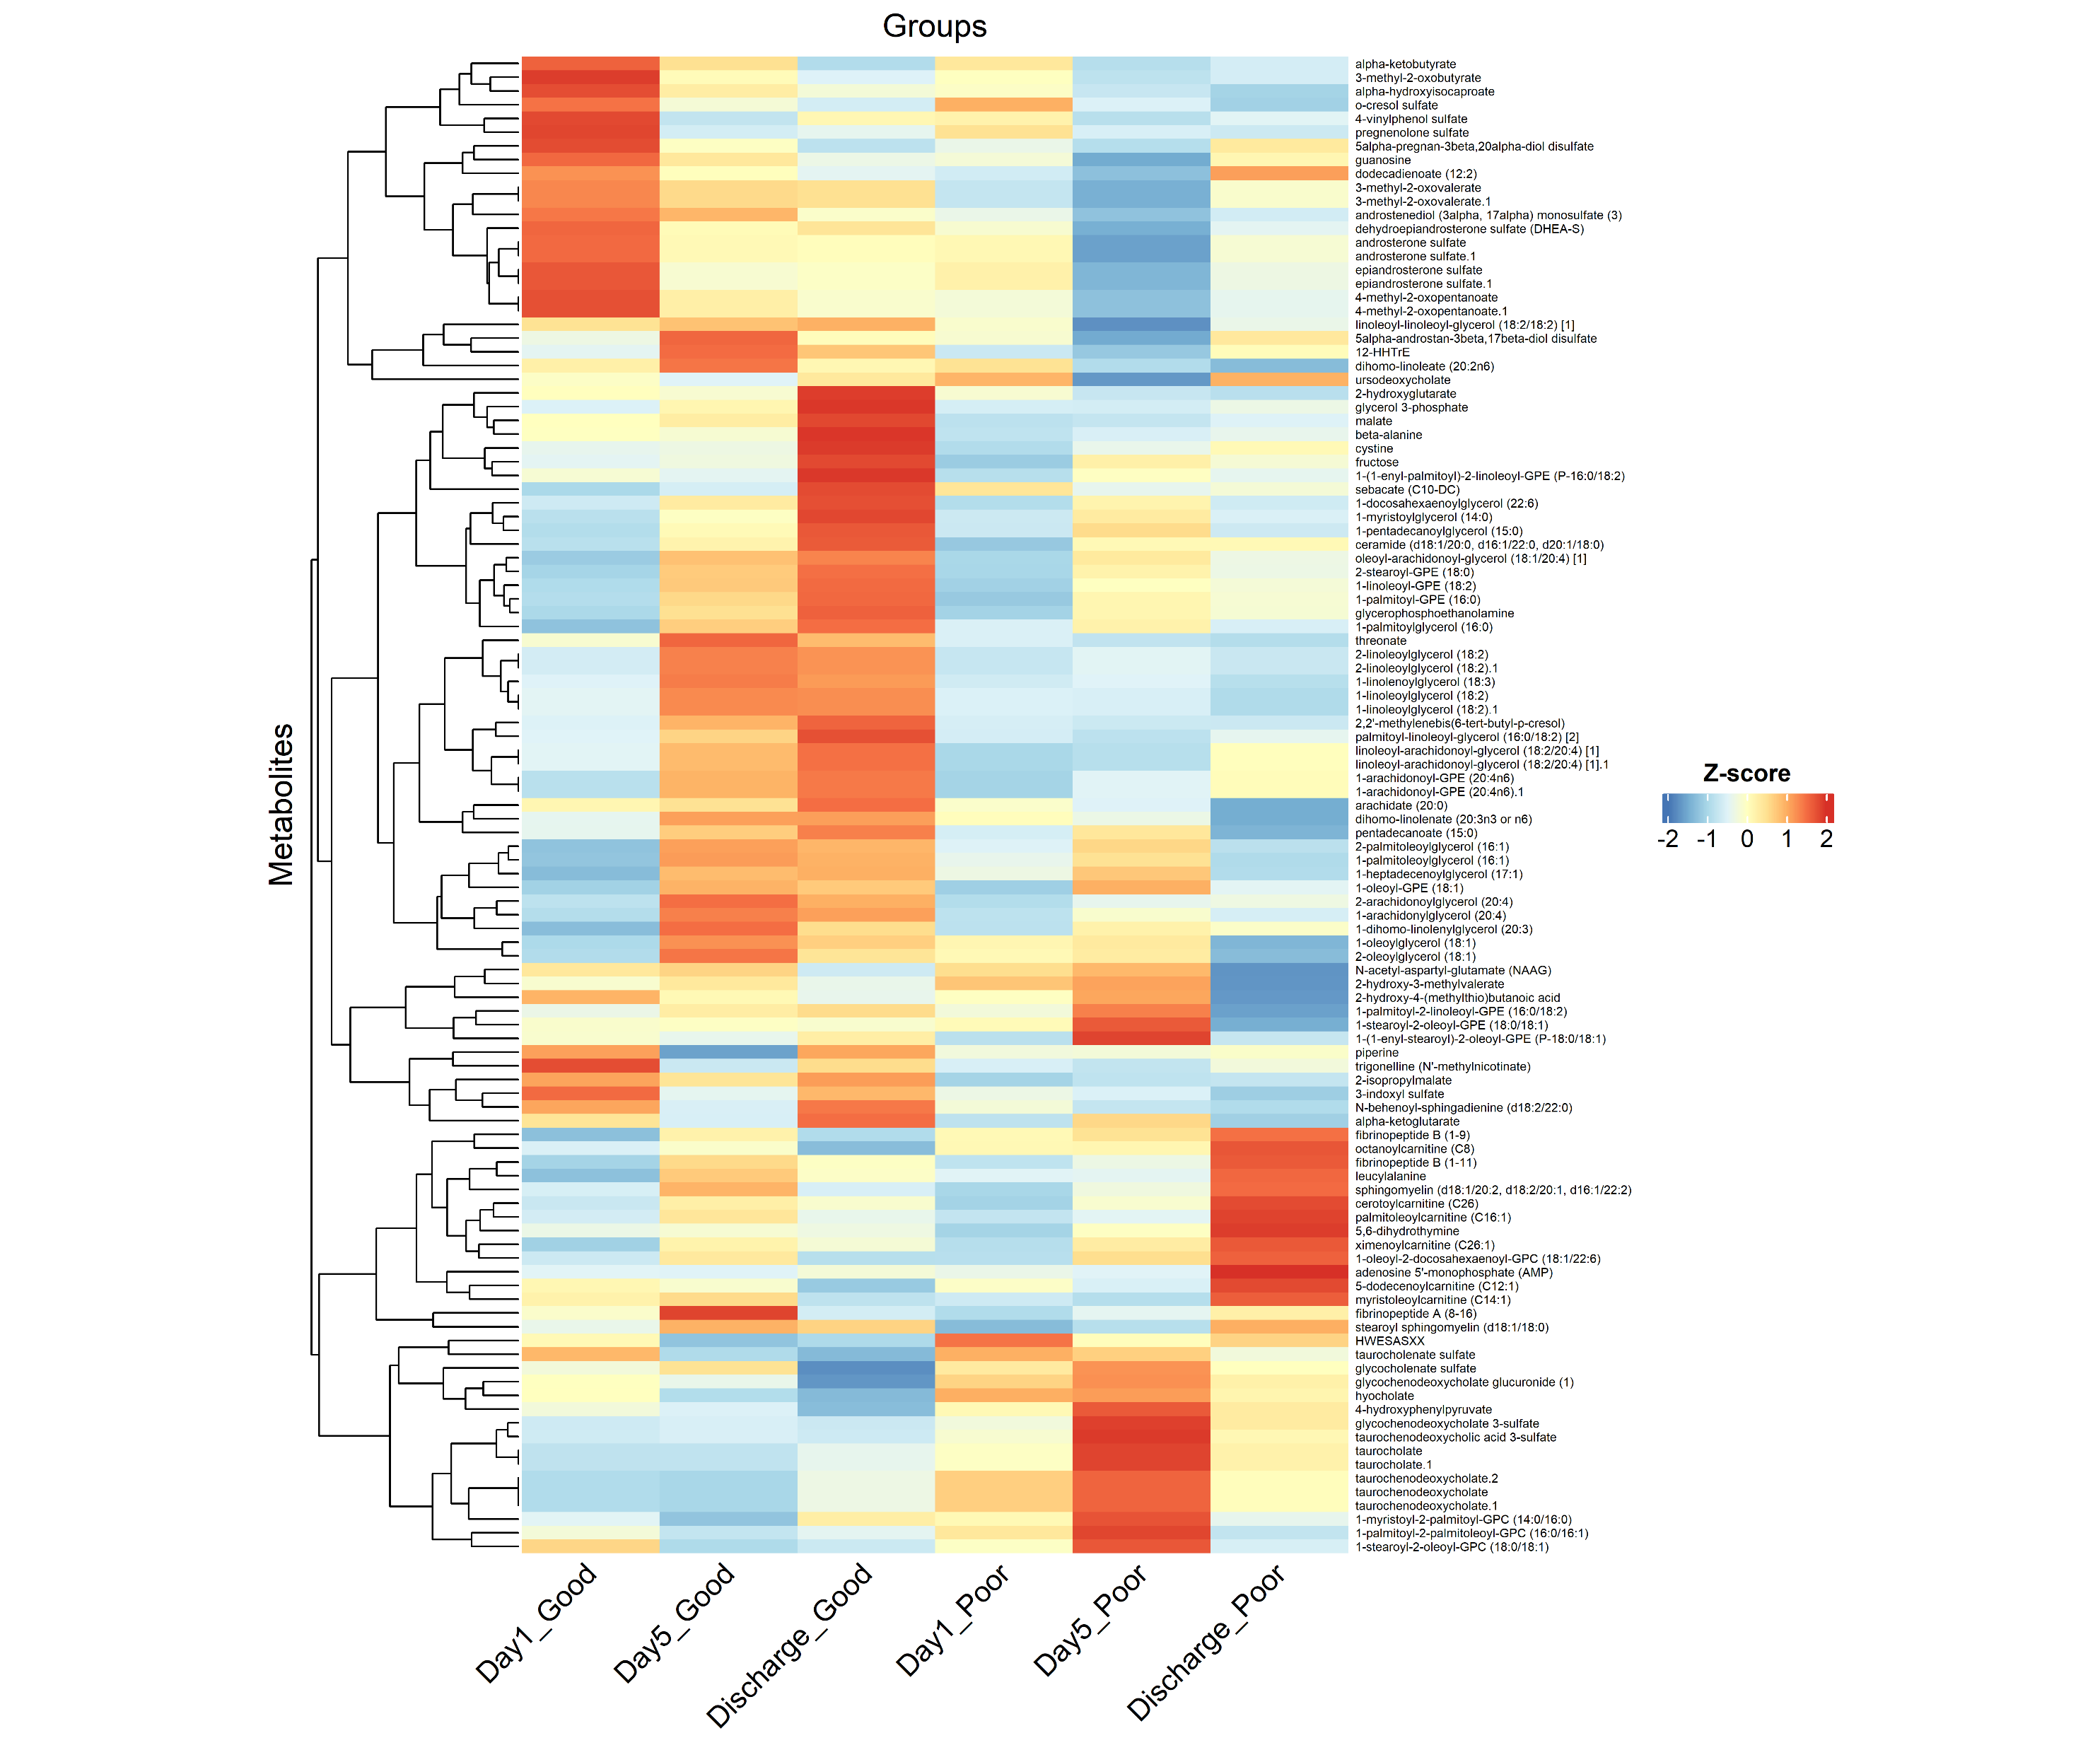 Groups
alpha-ketobutyrate
3-methyl-2-oxobutyrate
alpha-hydroxyisocaproate
o-cresol sulfate
4-vinylphenol sulfate
pregnenolone sulfate
5alpha-pregnan-3beta,20alpha-diol disulfate
guanosine
dodecadienoate (12:2)
3-methyl-2-oxovalerate
3-methyl-2-oxovalerate.1
androstenediol (3alpha, 17alpha) monosulfate (3)
dehydroepiandrosterone sulfate (DHEA-S)
androsterone sulfate
androsterone sulfate.1
epiandrosterone sulfate
epiandrosterone sulfate.1
4-methyl-2-oxopentanoate
4-methyl-2-oxopentanoate.1
linoleoyl-linoleoyl-glycerol (18:2/18:2) [1]
5alpha-androstan-3beta,17beta-diol disulfate
12-HHTrE
dihomo-linoleate (20:2n6)
ursodeoxycholate
2-hydroxyglutarate
glycerol 3-phosphate
malate
beta-alanine
cystine
fructose
1-(1-enyl-palmitoyl)-2-linoleoyl-GPE (P-16:0/18:2)
sebacate (C10-DC)
1-docosahexaenoylglycerol (22:6)
1-myristoylglycerol (14:0)
1-pentadecanoylglycerol (15:0)
ceramide (d18:1/20:0, d16:1/22:0, d20:1/18:0)
oleoyl-arachidonoyl-glycerol (18:1/20:4) [1]
2-stearoyl-GPE (18:0)
1-linoleoyl-GPE (18:2)
1-palmitoyl-GPE (16:0)
glycerophosphoethanolamine
1-palmitoylglycerol (16:0)
threonate
2-linoleoylglycerol (18:2)
2-linoleoylglycerol (18:2).1
1-linolenoylglycerol (18:3)
1-linoleoylglycerol (18:2)
1-linoleoylglycerol (18:2).1
2,2'-methylenebis(6-tert-butyl-p-cresol)
palmitoyl-linoleoyl-glycerol (16:0/18:2) [2]
linoleoyl-arachidonoyl-glycerol (18:2/20:4) [1]
linoleoyl-arachidonoyl-glycerol (18:2/20:4) [1].1
1-arachidonoyl-GPE (20:4n6)
1-arachidonoyl-GPE (20:4n6).1
arachidate (20:0)
dihomo-linolenate (20:3n3 or n6)
pentadecanoate (15:0)
2-palmitoleoylglycerol (16:1)
1-palmitoleoylglycerol (16:1)
1-heptadecenoylglycerol (17:1)
1-oleoyl-GPE (18:1)
2-arachidonoylglycerol (20:4)
1-arachidonylglycerol (20:4)
1-dihomo-linolenylglycerol (20:3)
1-oleoylglycerol (18:1)
2-oleoylglycerol (18:1)
N-acetyl-aspartyl-glutamate (NAAG)
2-hydroxy-3-methylvalerate
2-hydroxy-4-(methylthio)butanoic acid
1-palmitoyl-2-linoleoyl-GPE (16:0/18:2)
1-stearoyl-2-oleoyl-GPE (18:0/18:1)
1-(1-enyl-stearoyl)-2-oleoyl-GPE (P-18:0/18:1)
piperine
trigonelline (N'-methylnicotinate)
2-isopropylmalate
3-indoxyl sulfate
N-behenoyl-sphingadienine (d18:2/22:0)
alpha-ketoglutarate
fibrinopeptide B (1-9)
octanoylcarnitine (C8)
fibrinopeptide B (1-11)
leucylalanine
sphingomyelin (d18:1/20:2, d18:2/20:1, d16:1/22:2)
cerotoylcarnitine (C26)
palmitoleoylcarnitine (C16:1)
5,6-dihydrothymine
ximenoylcarnitine (C26:1)
1-oleoyl-2-docosahexaenoyl-GPC (18:1/22:6)
adenosine 5'-monophosphate (AMP)
5-dodecenoylcarnitine (C12:1)
myristoleoylcarnitine (C14:1)
fibrinopeptide A (8-16)
stearoyl sphingomyelin (d18:1/18:0)
HWESASXX
taurocholenate sulfate
glycocholenate sulfate
glycochenodeoxycholate glucuronide (1)
hyocholate
4-hydroxyphenylpyruvate
glycochenodeoxycholate 3-sulfate
taurochenodeoxycholic acid 3-sulfate
taurocholate
taurocholate.1
taurochenodeoxycholate.2
taurochenodeoxycholate
taurochenodeoxycholate.1
1-myristoyl-2-palmitoyl-GPC (14:0/16:0)
1-palmitoyl-2-palmitoleoyl-GPC (16:0/16:1)
1-stearoyl-2-oleoyl-GPC (18:0/18:1)
Metabolites
Z-score
-2 -1 0 1 2
Day1_Good
Day5_Good
Discharge_Good
Day1_Poor
Day5_Poor
Discharge_Poor